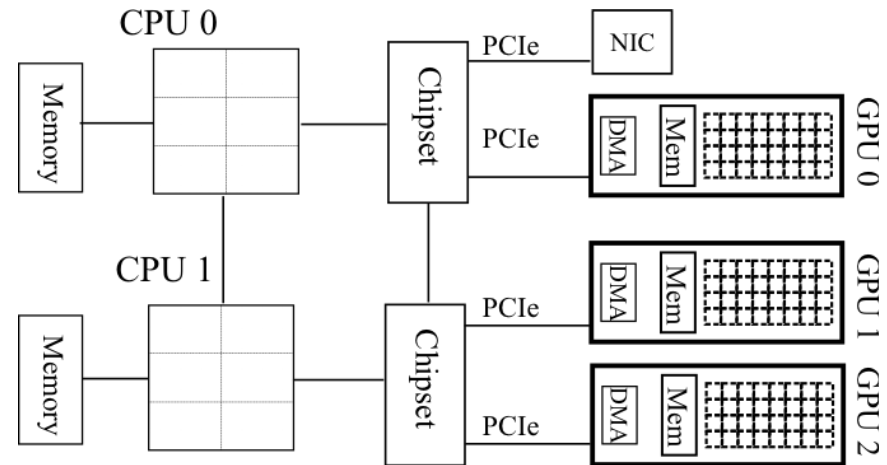 CPU 0
Memory
Chipset
PCIe
NIC
PCIe
DMA
Mem
GPU 0
CPU 1
Memory
Chipset
PCIe
DMA
Mem
GPU 1
PCIe
DMA
Mem
GPU 2